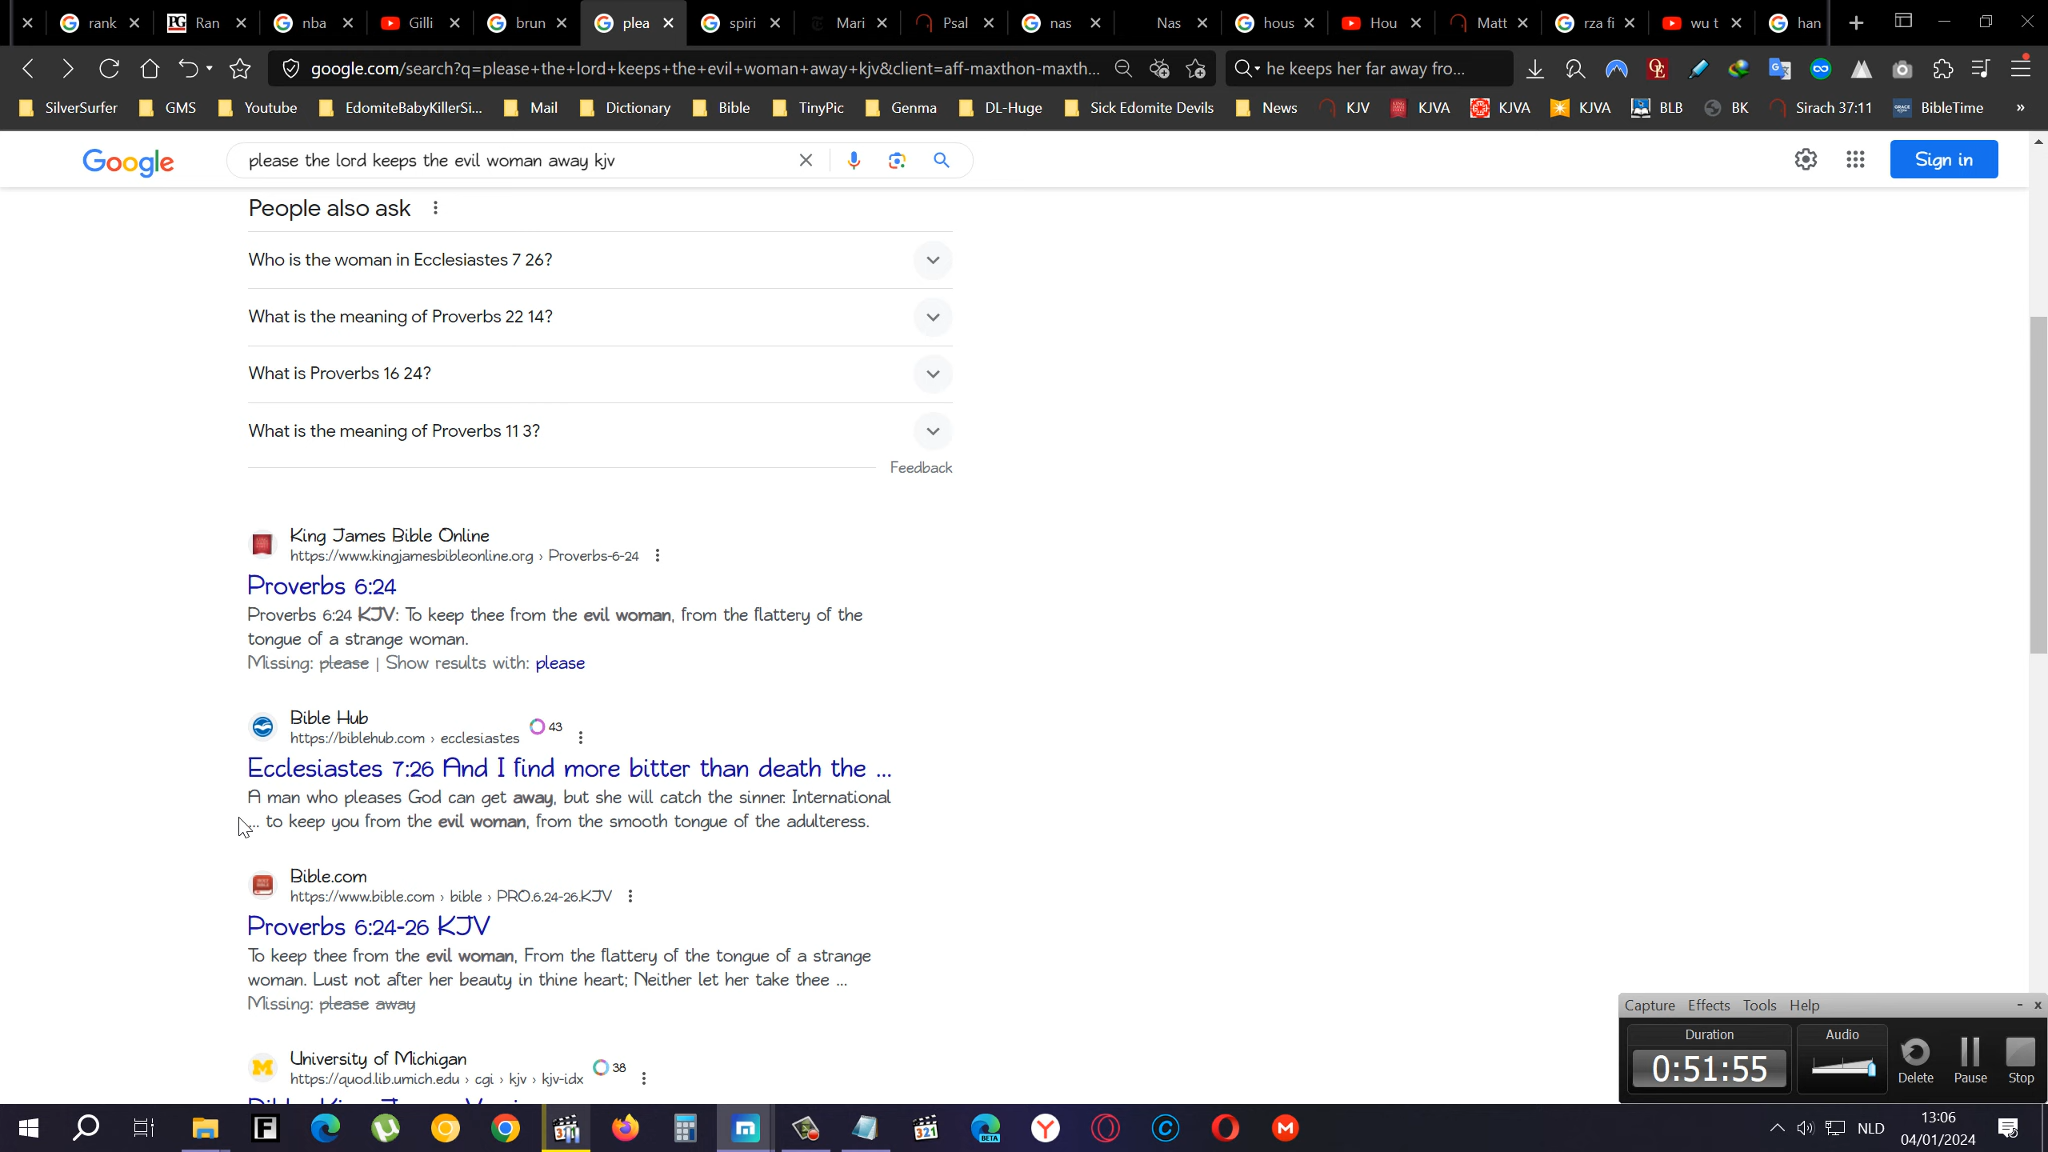 rank
Ran
nba
Gilli
brun
plea
spiri
Mari
Psal
nas
Nas
hous
Hou
Matt
rza fi
wu t
han
google.com/search?q=please+the+lord+keeps+the+evil+woman+away+kjv&client=aff-maxthon-maxth...
he keeps her far away fro...
SilverSurfer
GMS
Youtube
EdomiteBabyKillerSi...
Mail
Dictionary
Bible
TinyPic
Genma
DL-Huge
Sick Edomite Devils
News
KJV
KJVA
KJVA
KJVA
BLB
BK
Sirach 37:11
BibleTime
»
Google
please the lord keeps the evil woman away kjv
Sign in
People also ask
Who is the woman in Ecclesiastes 7 26?
What is the meaning of Proverbs 22 14?
What is Proverbs 16 24?
What is the meaning of Proverbs 11 3?
Feedback
King James Bible Online
https://www.kingjamesbibleonline.org › Proverbs-6-24
Proverbs 6:24
Proverbs 6:24 KJV: To keep thee from the evil woman, from the flattery of the
tongue of a strange woman.
Missing: please | Show results with: please
Bible Hub
43
https://biblehub.com › ecclesiastes
Ecclesiastes 7:26 And I find more bitter than death the ...
A man who pleases God can get away, but she will catch the sinner. International
... to keep you from the evil woman, from the smooth tongue of the adulteress.
Bible.com
https://www.bible.com › bible › PRO.6.24-26.KJV
Proverbs 6:24-26 KJV
To keep thee from the evil woman, From the flattery of the tongue of a strange
woman. Lust not after her beauty in thine heart; Neither let her take thee ...
Missing: please away
University of Michigan
38
https://quod.lib.umich.edu › cgi › kjv › kjv-idx
Capture Effects Tools Help
Duration
Audio
0:51:55
Delete
Pause
Stop
NLD
13:06
04/01/2024